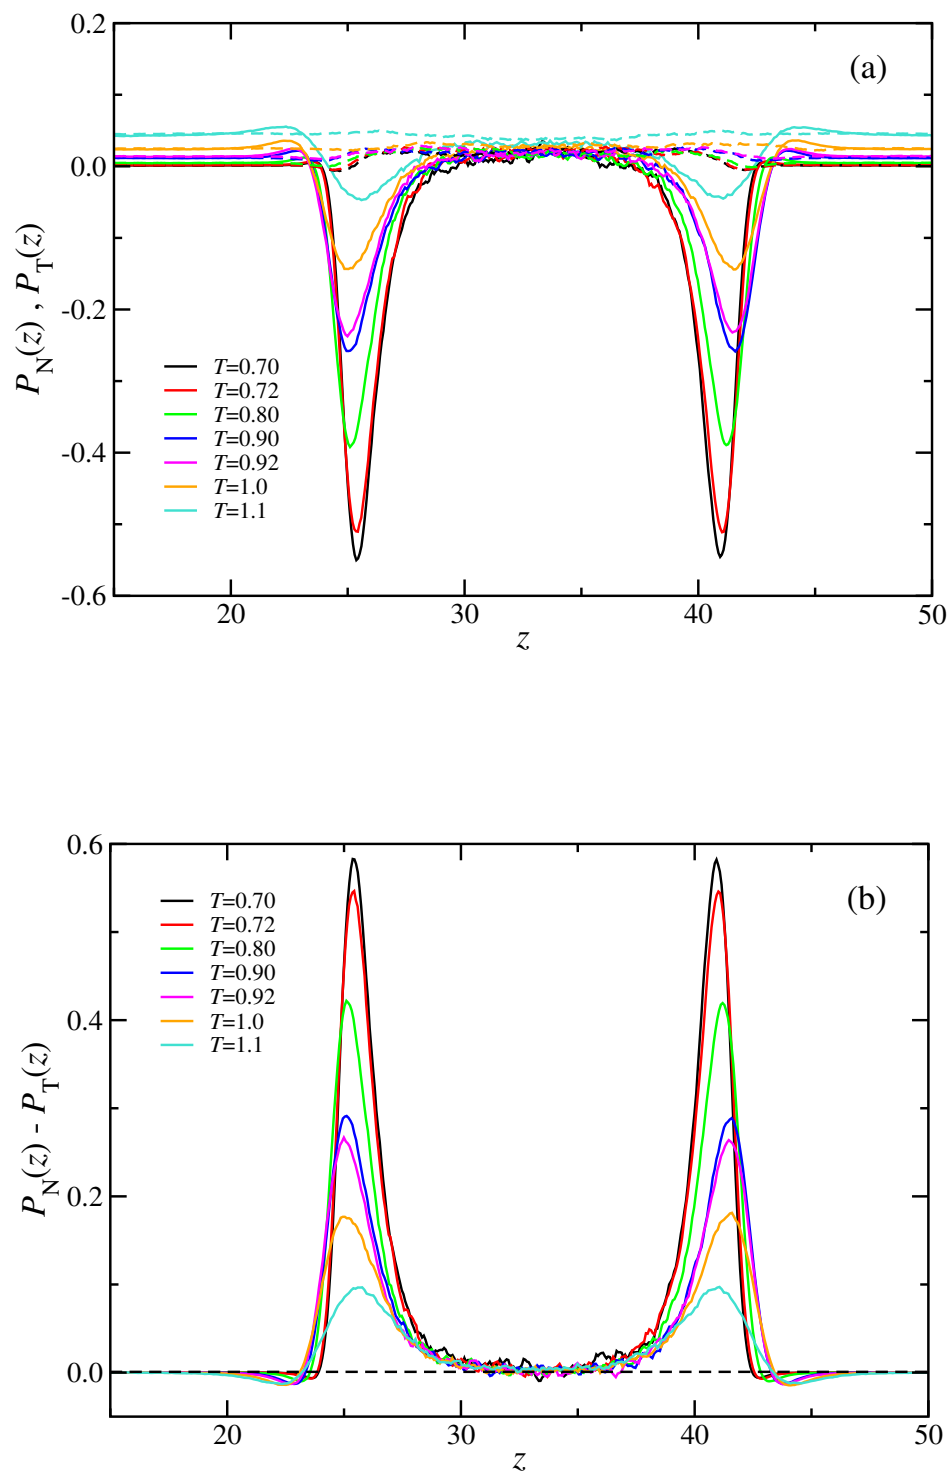 0.2
(a)
0.0
-0.2
-0.4
-0.6
P_N(z) , P_T(z)
T=0.70
T=0.72
T=0.80
T=0.90
T=0.92
T=1.0
T=1.1
20 30 40 50
z
0.6
(b)
0.4
0.2
0.0
P_N(z) - P_T(z)
T=0.70
T=0.72
T=0.80
T=0.90
T=0.92
T=1.0
T=1.1
20 30 40 50
z